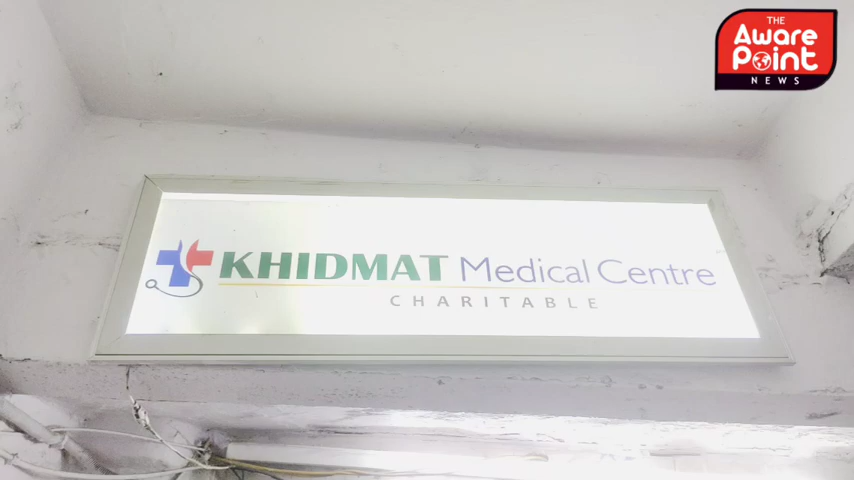 THE
Aware
Point
NEWS
KHIDMAT Medical Centre
CHARITABLE